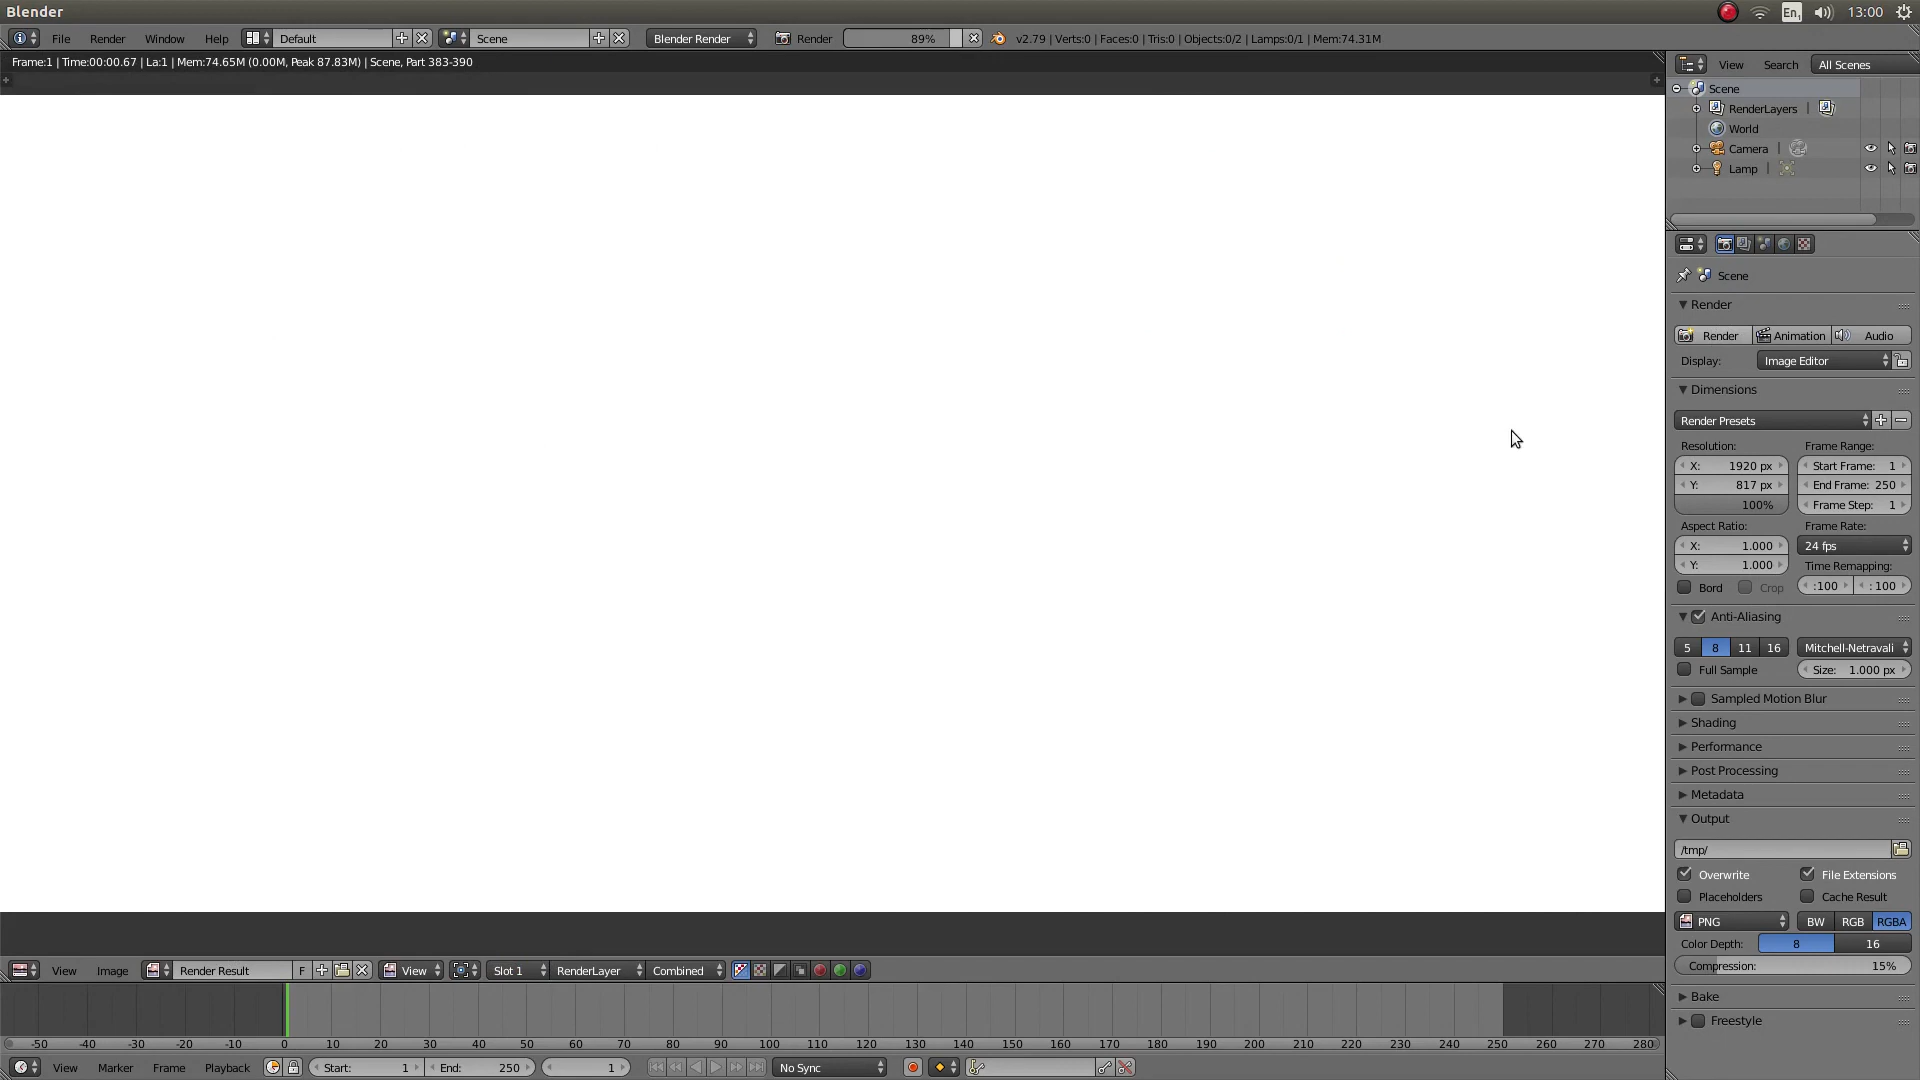 Blender
En1 13:00
File Render Window Help Default Scene Blender Render Render 89% v2.79 | Verts:0 | Faces:0 | Tris:0 | Objects:0/2 | Lamps:0/1 | Mem:74.31M
Frame:1 | Time:00:00.67 | La:1 | Mem:74.65M (0.00M, Peak 87.83M) | Scene, Part 383-390
View Search All Scenes
Scene
RenderLayers |
World
Camera |
Lamp |
Scene
Render
Render Animation Audio
Display: Image Editor
Dimensions
Render Presets
Resolution: Frame Range:
X: 1920 px Start Frame: 1
Y: 817 px End Frame: 250
100% Frame Step: 1
Aspect Ratio: Frame Rate:
X: 1.000 24 fps
Y: 1.000 Time Remapping:
Bord Crop :100 : 100
Anti-Aliasing
5 8 11 16 Mitchell-Netravali
Full Sample Size: 1.000 px
Sampled Motion Blur
Shading
Performance
Post Processing
Metadata
Output
/tmp/
Overwrite File Extensions
Placeholders Cache Result
PNG BW RGB RGBA
Color Depth: 8 16
Compression: 15%
Bake
Freestyle
View Image Render Result F View Slot 1 RenderLayer Combined
-50 -40 -30 -20 -10 0 10 20 30 40 50 60 70 80 90 100 110 120 130 140 150 160 170 180 190 200 210 220 230 240 250 260 270 280
View Marker Frame Playback Start: 1 End: 250 1 No Sync